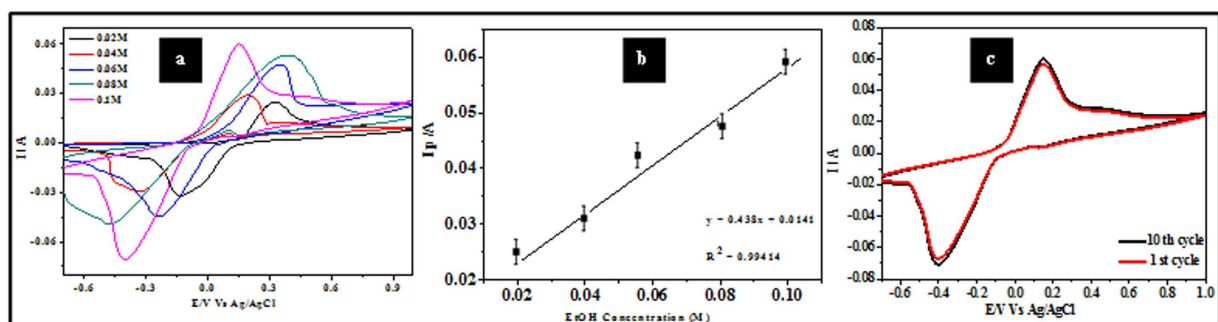 a
0.02M
0.04M
0.06M
0.08M
0.1M
I I A
0.06
0.03
0.00
-0.03
-0.06
-0.6
-0.3
0.0
0.3
0.6
0.9
E/V Vs Ag/AgCl
b
Ip/A
0.06
0.05
0.04
0.03
0.02
y = 0.438x + 0.0141
R² = 0.99414
0.02
0.04
0.06
0.08
0.10
EtOH Concentration (M)
c
I I A
0.08
0.06
0.04
0.02
0.00
-0.02
-0.04
-0.06
-0.08
10 th cycle
1 st cycle
-0.6
-0.4
-0.2
0.0
0.2
0.4
0.6
0.8
1.0
E/V Vs Ag/AgCl